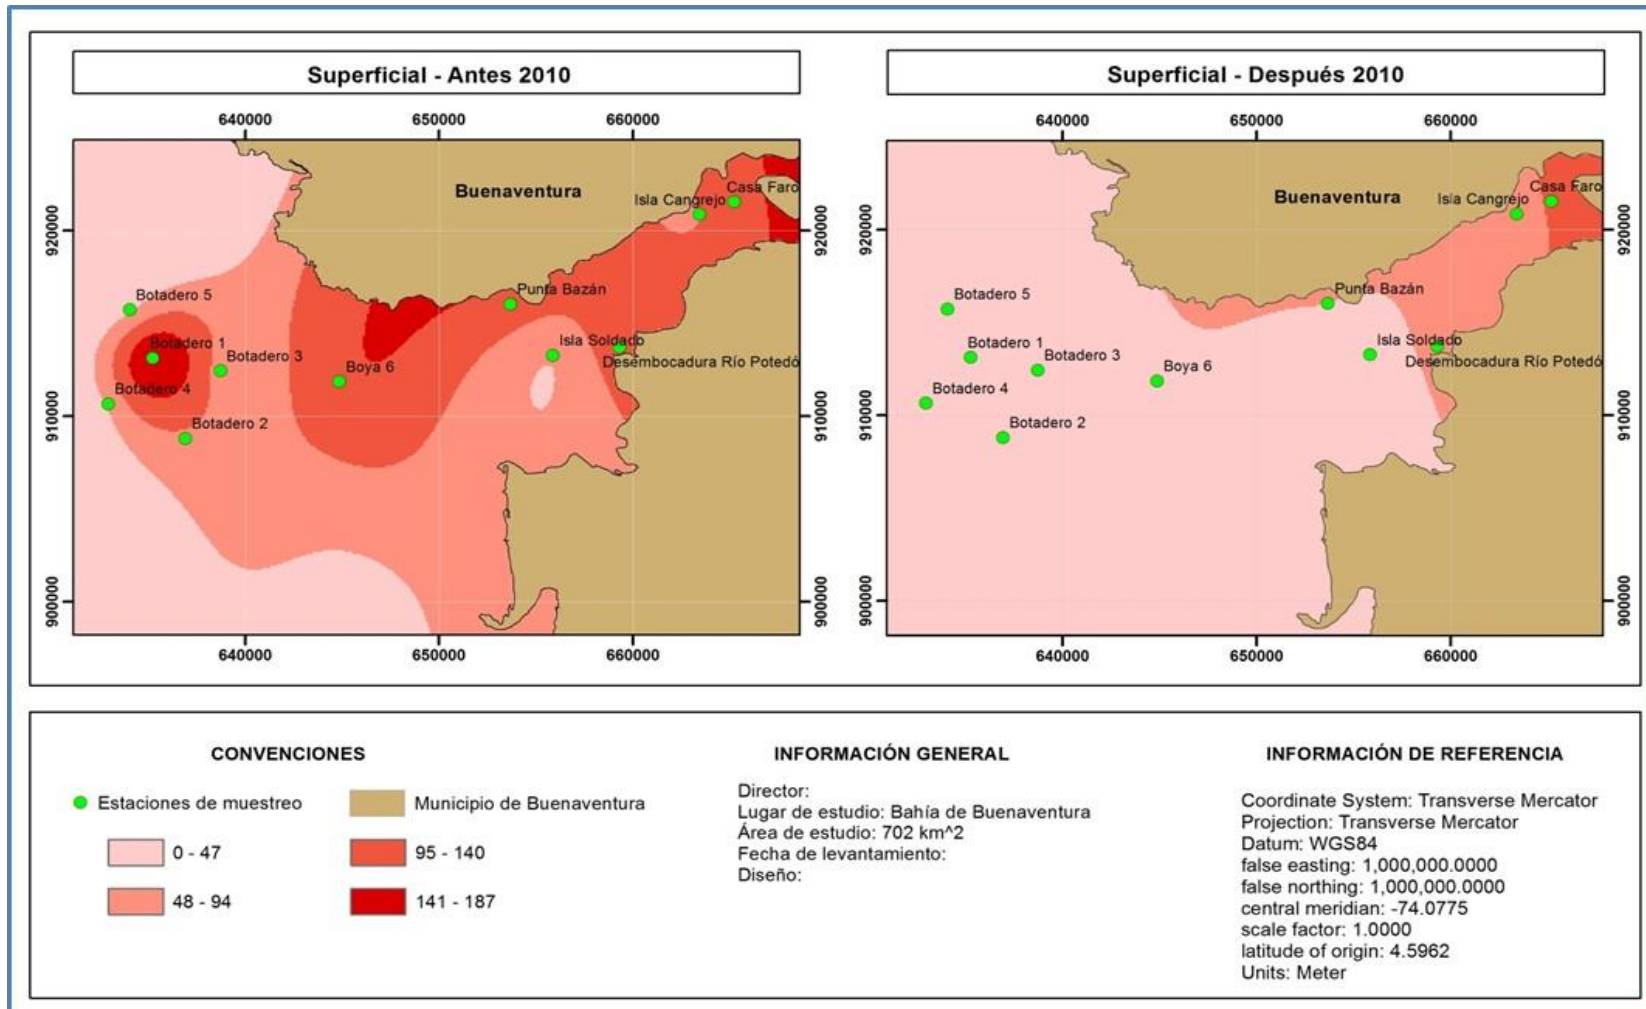 Superficial - Antes 2010
640000
650000
660000
920000
910000
900000
Buenaventura
Casa Faro
Isla Cangrejo
Botadero 5
Punta Bazán
Botadero 1
Botadero 3
Isla Soldado
Desembocadura Río Potedó
Boya 6
Botadero 4
Botadero 2
920000
910000
900000
640000
650000
660000
Superficial - Después 2010
640000
650000
660000
920000
910000
900000
Buenaventura
Casa Faro
Isla Cangrejo
Botadero 5
Punta Bazán
Botadero 1
Botadero 3
Isla Soldado
Desembocadura Río Potedó
Boya 6
Botadero 4
Botadero 2
920000
910000
900000
640000
650000
660000
CONVENCIONES
Estaciones de muestreo
Municipio de Buenaventura
0 - 47
95 - 140
48 - 94
141 - 187
INFORMACIÓN GENERAL
Director:
Lugar de estudio: Bahía de Buenaventura
Área de estudio: 702 km^2
Fecha de levantamiento:
Diseño:
INFORMACIÓN DE REFERENCIA
Coordinate System: Transverse Mercator
Projection: Transverse Mercator
Datum: WGS84
false easting: 1,000,000.0000
false northing: 1,000,000.0000
central meridian: -74.0775
scale factor: 1.0000
latitude of origin: 4.5962
Units: Meter